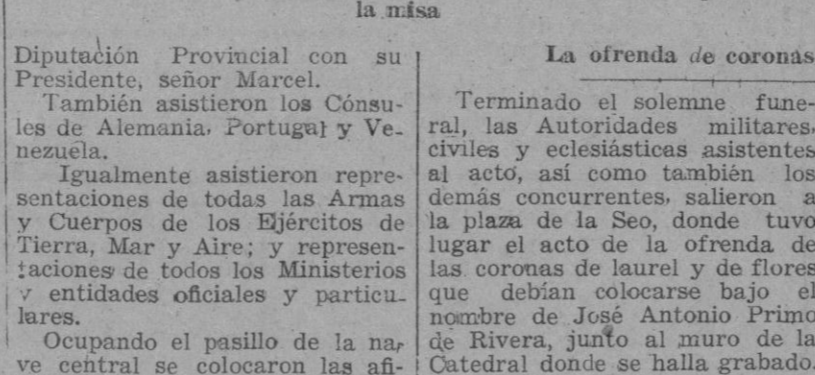 la misa
Diputación Provincial con su
Presidente, señor Marcel.
También asistieron los Cónsu-
les de Alemania, Portugal y Ve-
nezuela.
Igualmente asistieron repre-
sentaciones de todas las Armas
y Cuerpos de los Ejércitos de
Tierra, Mar y Aire; y represen-
taciones de todos los Ministerios
y entidades oficiales y particu-
lares.
Ocupando el pasillo de la na-
ve central se colocaron las afi-
La ofrenda de coronas
Terminado el solemne fune-
ral, las Autoridades militares,
civiles y eclesiásticas asistentes
al acto, así como también los
demás concurrentes, salieron a
la plaza de la Seo, donde tuvo
lugar el acto de la ofrenda de
las coronas de laurel y de flores
que debían colocarse bajo el
nombre de José Antonio Primo
de Rivera, junto al muro de la
Catedral donde se halla grabado.